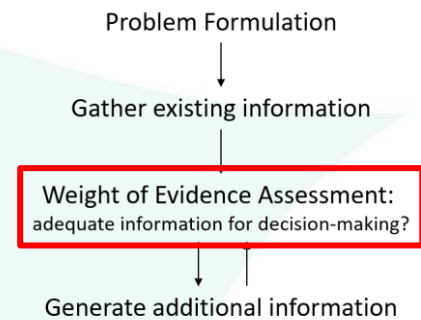 Problem Formulation
Gather existing information
Weight of Evidence Assessment:
adequate information for decision-making?
Generate additional information